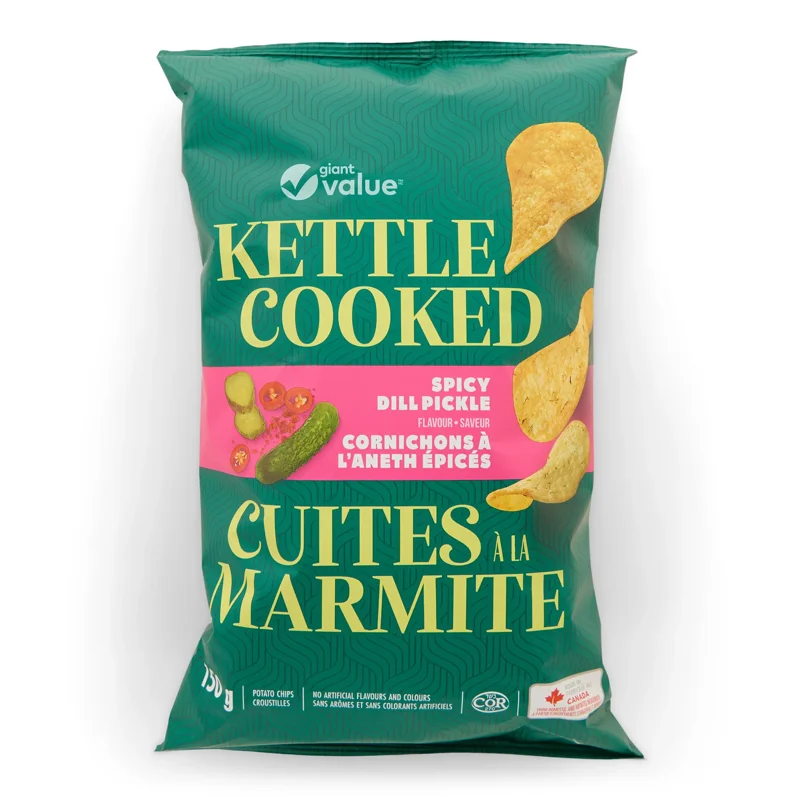 giant
value
KETTLE
COOKED
SPICY
DILL PICKLE
FLAVOUR • SAVEUR
CORNICHONS À
L'ANETH ÉPICÉS
CUITES À LA
MARMITE
150 g
POTATO CHIPS
CROUSTILLES
NO ARTIFICIAL FLAVOURS AND COLOURS
SANS ARÔMES ET SANS COLORANTS ARTIFICIELS
COR
CANADA